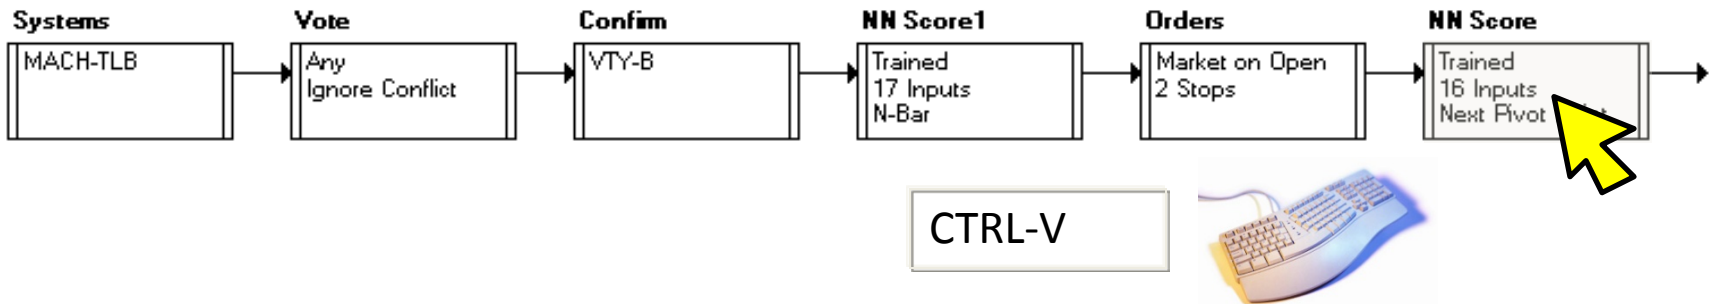 Systems
MACH-TLB
Vote
Any
Ignore Conflict
Confirm
VTY-B
NN Score1
Trained
17 Inputs
N-Bar
Orders
Market on Open
2 Stops
NN Score
Trained
16 Inputs
Next Pivot
CTRL-V